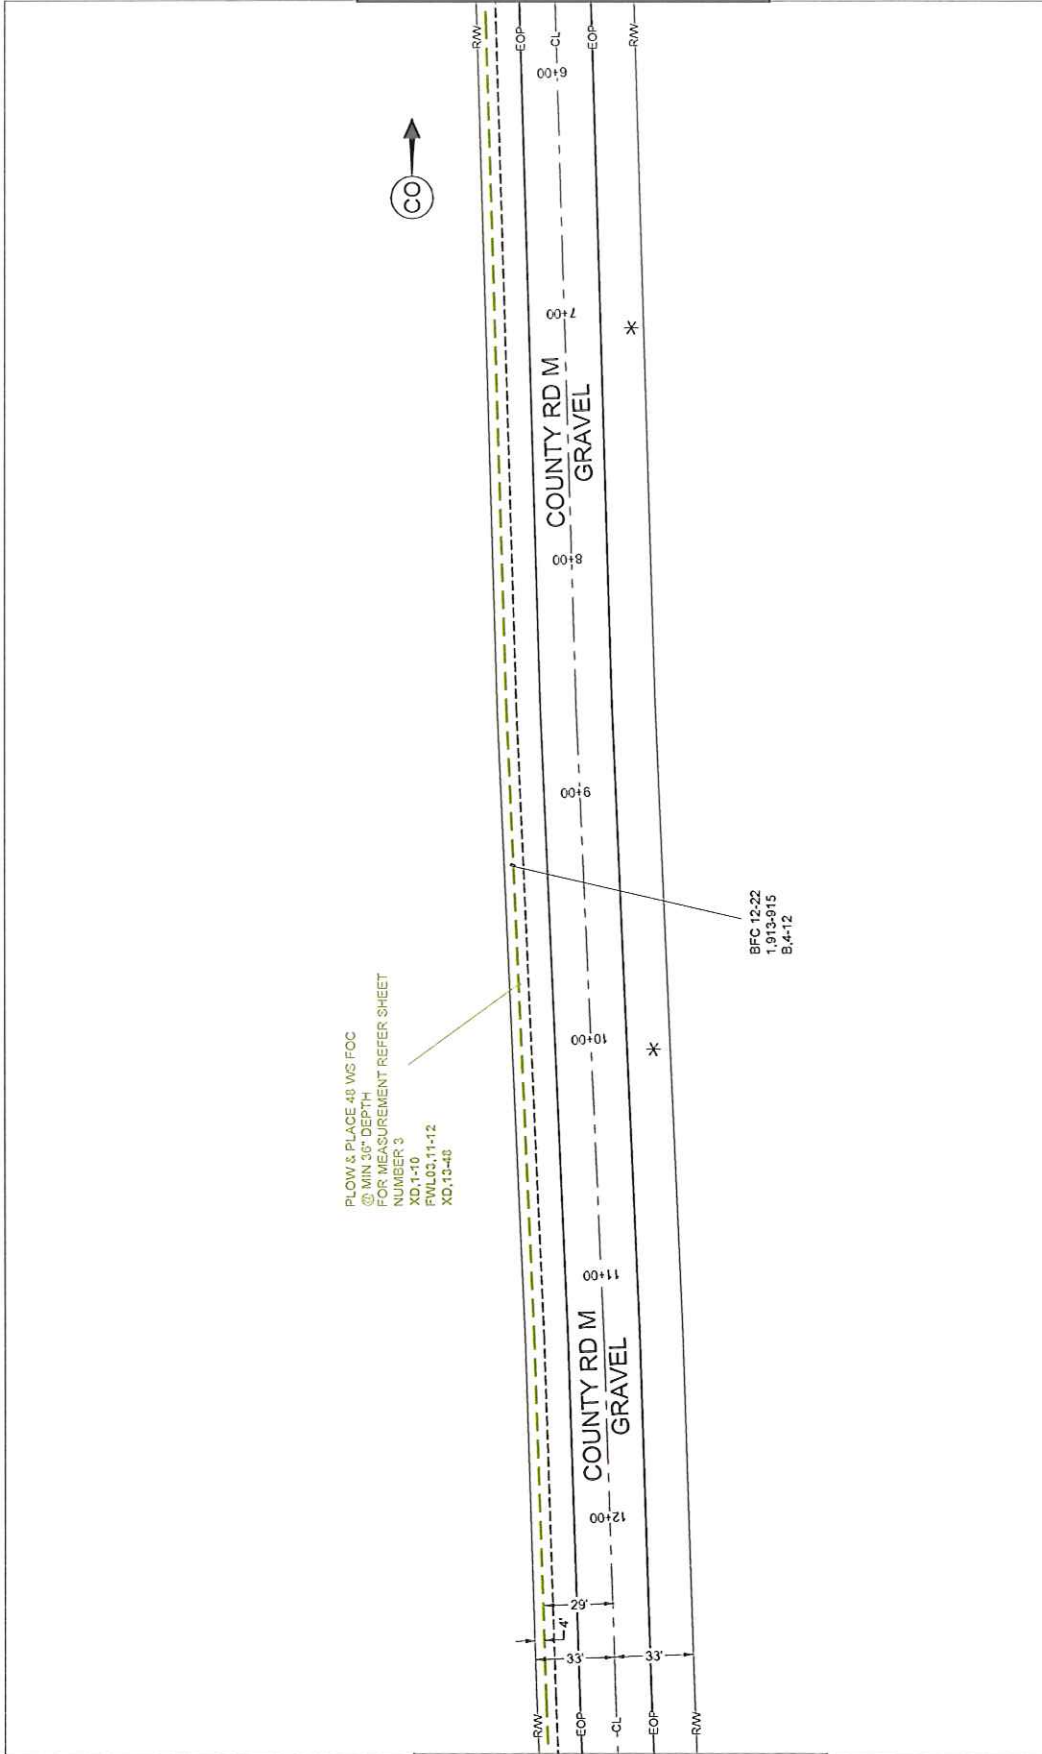 R/W
EOP
CL
EOP
R/W
6+00
CO
7+00
COUNTY RD M
GRAVEL
8+00
9+00
BFC 12-22
1,913-915
B,4-12
PLOW & PLACE 48 WS FOC
@ MIN 36" DEPTH
FOR MEASUREMENT REFER SHEET
NUMBER 3
XD,1-10
FWL03,11-12
XD,13-48
10+00
11+00
COUNTY RD M
GRAVEL
12+00
29'
4'
33'
33'
R/W
EOP
CL
EOP
R/W